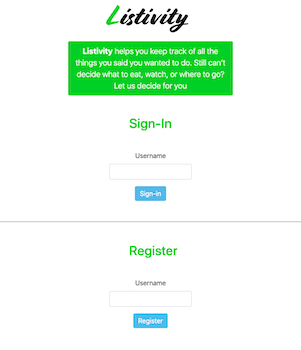 Listivity
Listivity helps you keep track of all the
things you said you wanted to do. Still can't
decide what to eat, watch, or where to go?
Let us decide for you
Sign-In
Username
Sign-in
Register
Username
Register